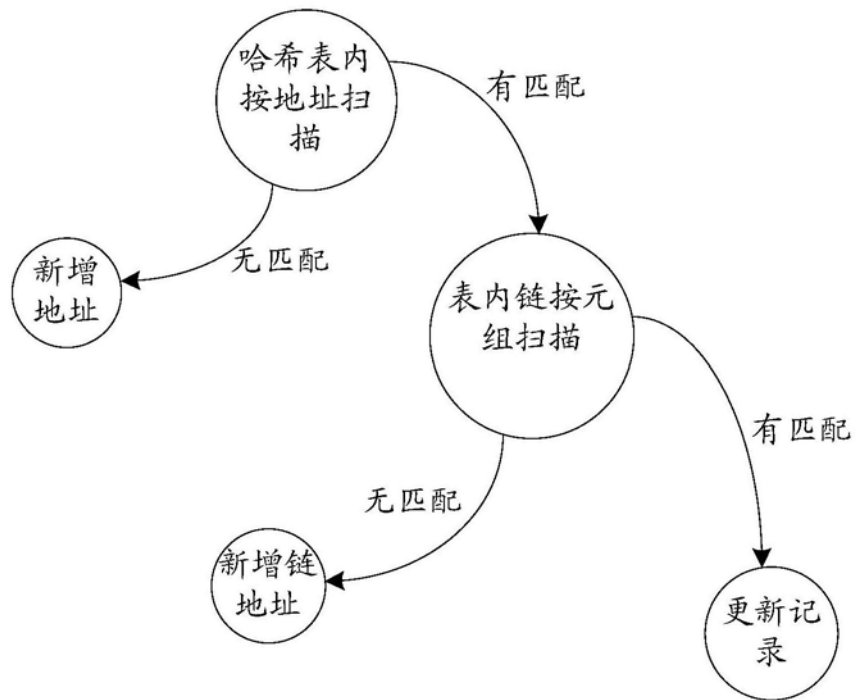 哈希表内
按地址扫
描
有匹配
无匹配
新增
地址
表内链按元
组扫描
有匹配
无匹配
新增链
地址
更新记
录